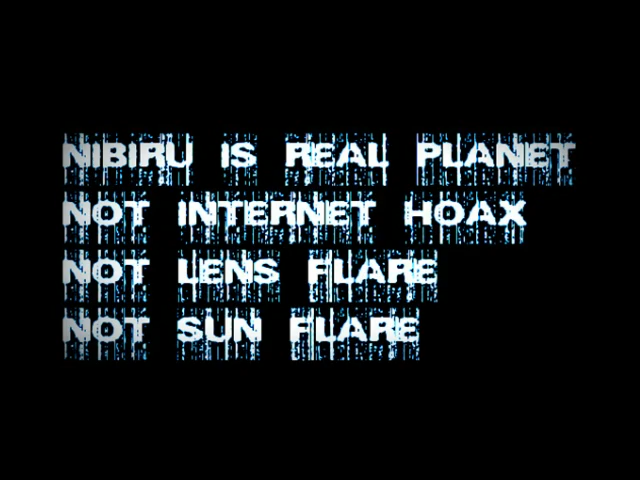 NIBIRU IS REAL PLANET
NOT INTERNET HOAX
NOT LENS FLARE
NOT SUN FLARE